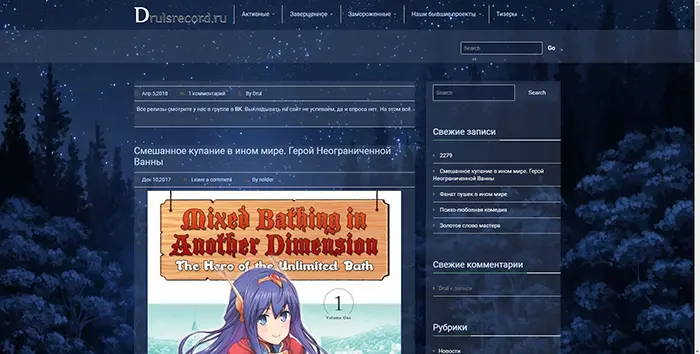 Drulsrecord.ru
Активные
Завершенное
Замороженные
Наши бывшие проекты
Тизеры
Search
Go
Апр 5,2018
1 комментарий
By Drul
Все релизы смотрите у нас в группе в ВК. Выкладывать на сайт не успеваем, да и спроса нет. На этом всё.
Смешанное купание в ином мире. Герой Неограниченной
Ванны
Дек 10,2017
Leave a comment
By nolder
Mixed Bathing in
Another Dimension
The Hero of the Unlimited Bath
1
Volume One
Search
Search
Свежие записи
2279
Смешанное купание в ином мире. Герой
Неограниченной Ванны
Фанат пушек в ином мире
Психо-любовная комедия
Золотое слово мастера
Свежие комментарии
Drul к записи
Рубрики
Новости